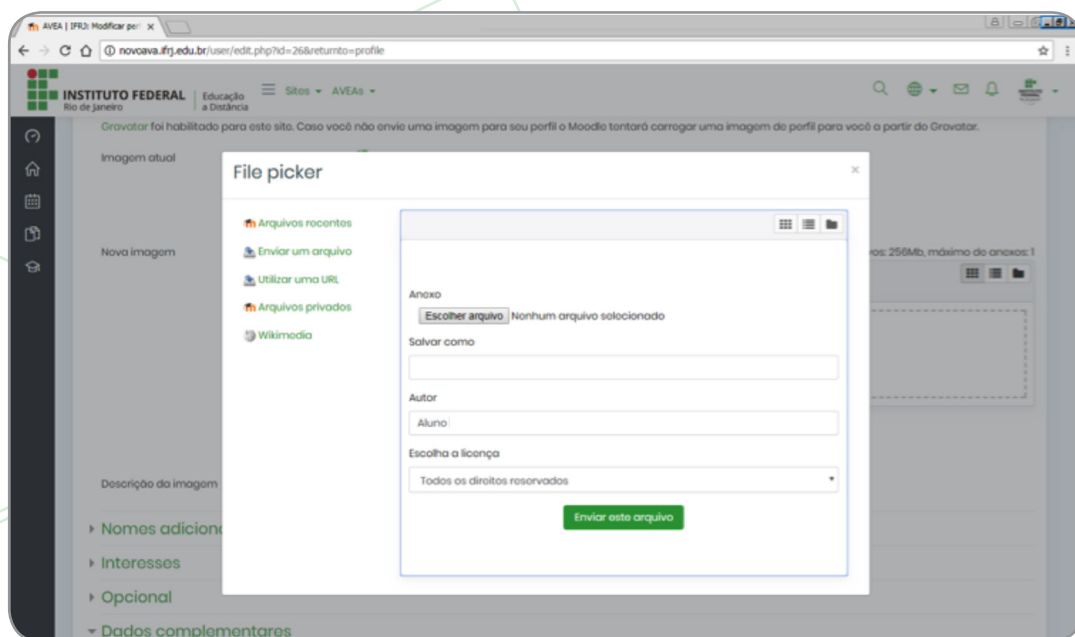 AVEA | IFRJ: Modificar per
novoava.ifrj.edu.br/user/edit.php?id=26&returnto=profile
INSTITUTO FEDERAL
Rio de Janeiro
Educação
a Distância
Sites
AVEAs
Gravatar foi habilitado para este site. Caso você não envie uma imagem para seu perfil o Moodle tentará carregar uma imagem de perfil para você a partir do Gravatar.
Imagem atual
File picker
Arquivos recentes
Enviar um arquivo
Utilizar uma URL
Arquivos privados
Wikimedia
Nova imagem
vos: 256Mb, máximo de anexos: 1
Anexo
Escolher arquivo Nenhum arquivo selecionado
Salvar como
Autor
Aluno
Escolha a licença
Todos os direitos reservados
Enviar este arquivo
Descrição da imagem
Nomes adicion
Interesses
Opcional
Dados complementares